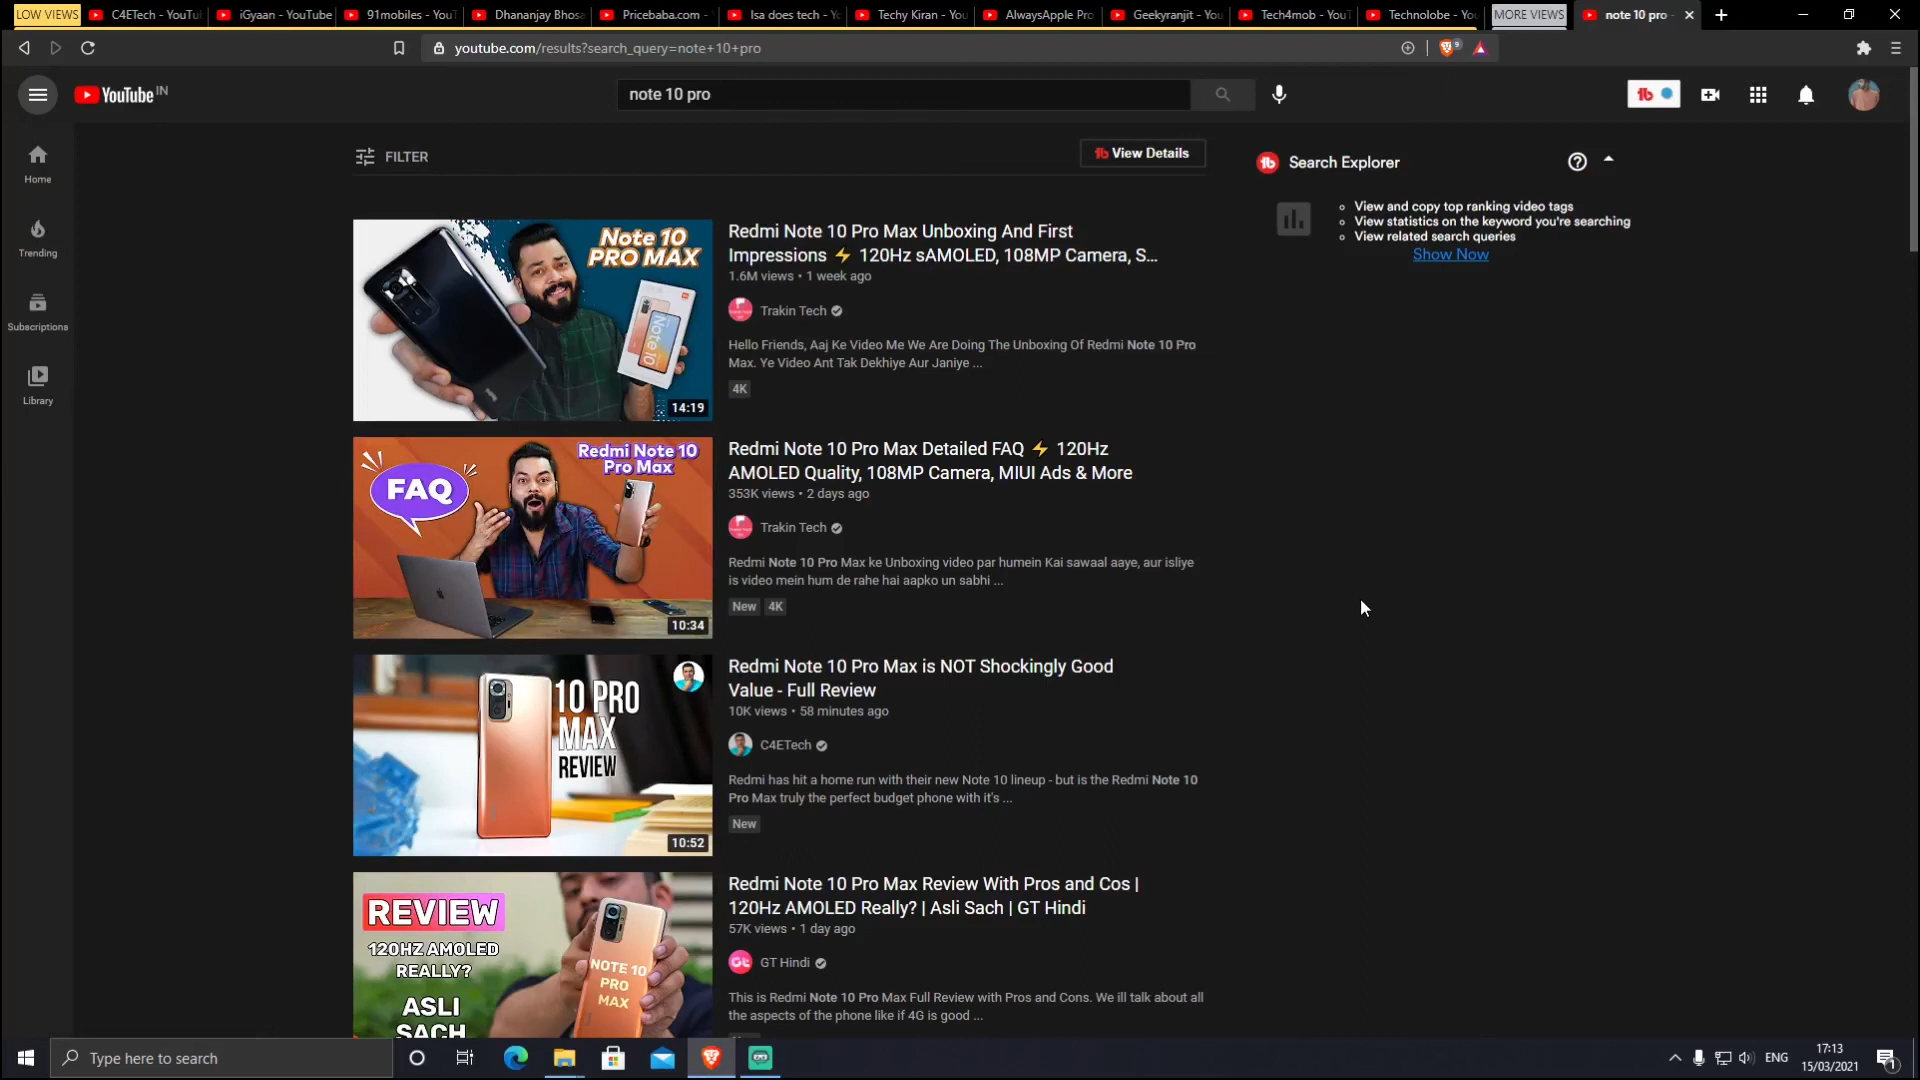 LOW VIEWS
C4ETech - YouTu
iGyaan - YouTube
91mobiles - YouT
Dhananjay Bhosa
Pricebaba.com -
Isa does tech - Yo
Techy Kiran - You
AlwaysApple Pro
Geekyranjit - You
Tech4mob - YouT
Technolobe - You
MORE VIEWS
note 10 pro -
youtube.com/results?search_query=note+10+pro
9
YouTube IN
note 10 pro
Home
Trending
Subscriptions
Library
FILTER
View Details
Search Explorer
View and copy top ranking video tags
View statistics on the keyword you're searching
View related search queries
Show Now
Note 10
PRO MAX
Note10
14:19
Redmi Note 10 Pro Max Unboxing And First
Impressions ⚡ 120Hz sAMOLED, 108MP Camera, S...
1.6M views • 1 week ago
Trakin Tech
Hello Friends, Aaj Ke Video Me We Are Doing The Unboxing Of Redmi Note 10 Pro
Max. Ye Video Ant Tak Dekhiye Aur Janiye ...
4K
Redmi Note 10
Pro Max
FAQ
10:34
Redmi Note 10 Pro Max Detailed FAQ ⚡ 120Hz
AMOLED Quality, 108MP Camera, MIUI Ads & More
353K views • 2 days ago
Trakin Tech
Redmi Note 10 Pro Max ke Unboxing video par humein Kai sawaal aaye, aur isliye
is video mein hum de rahe hai aapko un sabhi ...
New 4K
10 PRO
MAX
REVIEW
10:52
Redmi Note 10 Pro Max is NOT Shockingly Good
Value - Full Review
10K views • 58 minutes ago
C4ETech
Redmi has hit a home run with their new Note 10 lineup - but is the Redmi Note 10
Pro Max truly the perfect budget phone with it's ...
New
REVIEW
120HZ AMOLED
REALLY?
ASLI
SACH
NOTE 10
PRO
MAX
Redmi Note 10 Pro Max Review With Pros and Cos |
120Hz AMOLED Really? | Asli Sach | GT Hindi
57K views • 1 day ago
GT Hindi
This is Redmi Note 10 Pro Max Full Review with Pros and Cons. We ill talk about all
the aspects of the phone like if 4G is good ...
Type here to search
ENG
17:13
15/03/2021
1